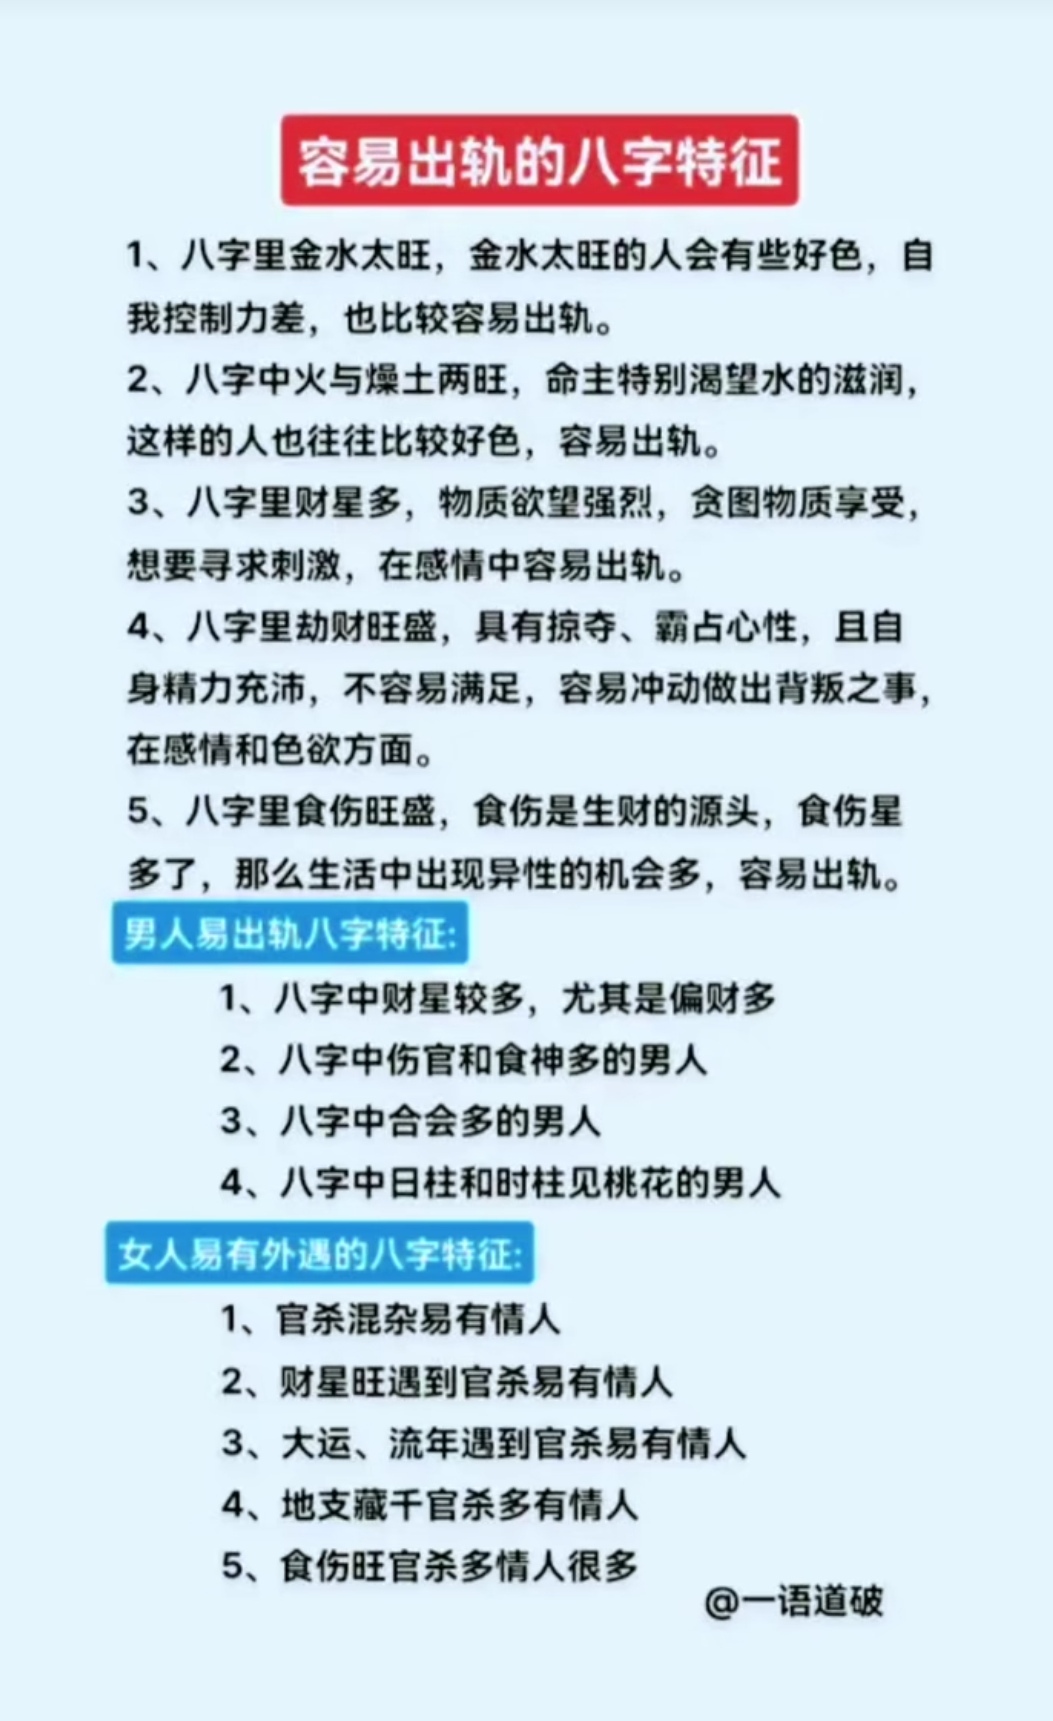 容易出轨的八字特征
1、八字里金水太旺，金水太旺的人会有些好色，自
我控制力差，也比较容易出轨。
2、八字中火与燥土两旺，命主特别渴望水的滋润，
这样的人也往往比较好色，容易出轨。
3、八字里财星多，物质欲望强烈，贪图物质享受，
想要寻求刺激，在感情中容易出轨。
4、八字里劫财旺盛，具有掠夺、霸占心性，且自
身精力充沛，不容易满足，容易冲动做出背叛之事，
在感情和色欲方面。
5、八字里食伤旺盛，食伤是生财的源头，食伤星
多了，那么生活中出现异性的机会多，容易出轨。
男人易出轨八字特征:
1、八字中财星较多，尤其是偏财多
2、八字中伤官和食神多的男人
3、八字中合会多的男人
4、八字中日柱和时柱见桃花的男人
女人易有外遇的八字特征:
1、官杀混杂易有情人
2、财星旺遇到官杀易有情人
3、大运、流年遇到官杀易有情人
4、地支藏千官杀多有情人
5、食伤旺官杀多情人很多
@一语道破